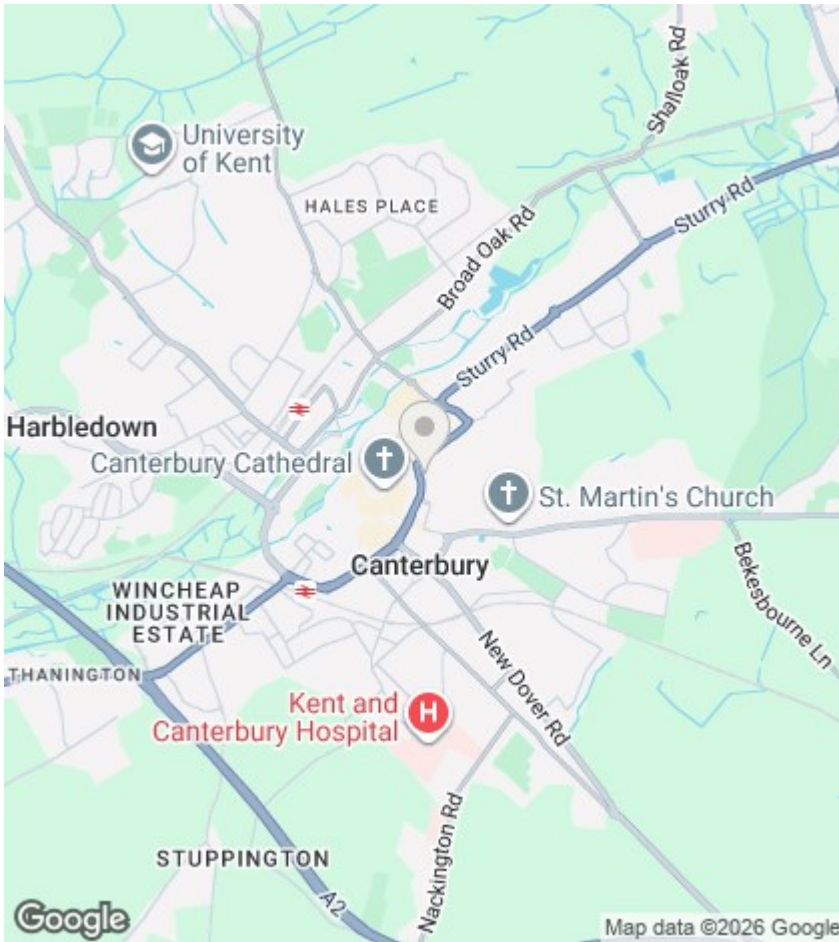 Shalloak Rd
University
of Kent
HALES PLACE
Sturry Rd
Broad Oak Rd
Sturry Rd
Harbledown
Canterbury Cathedral
St. Martin's Church
Canterbury
WINCHEAP
INDUSTRIAL
ESTATE
Bekesbourne Ln
THANINGTON
New Dover Rd
Kent and
Canterbury Hospital
H
Nackington Rd
STUPPINGTON
A2
Google
Map data ©2026 Google